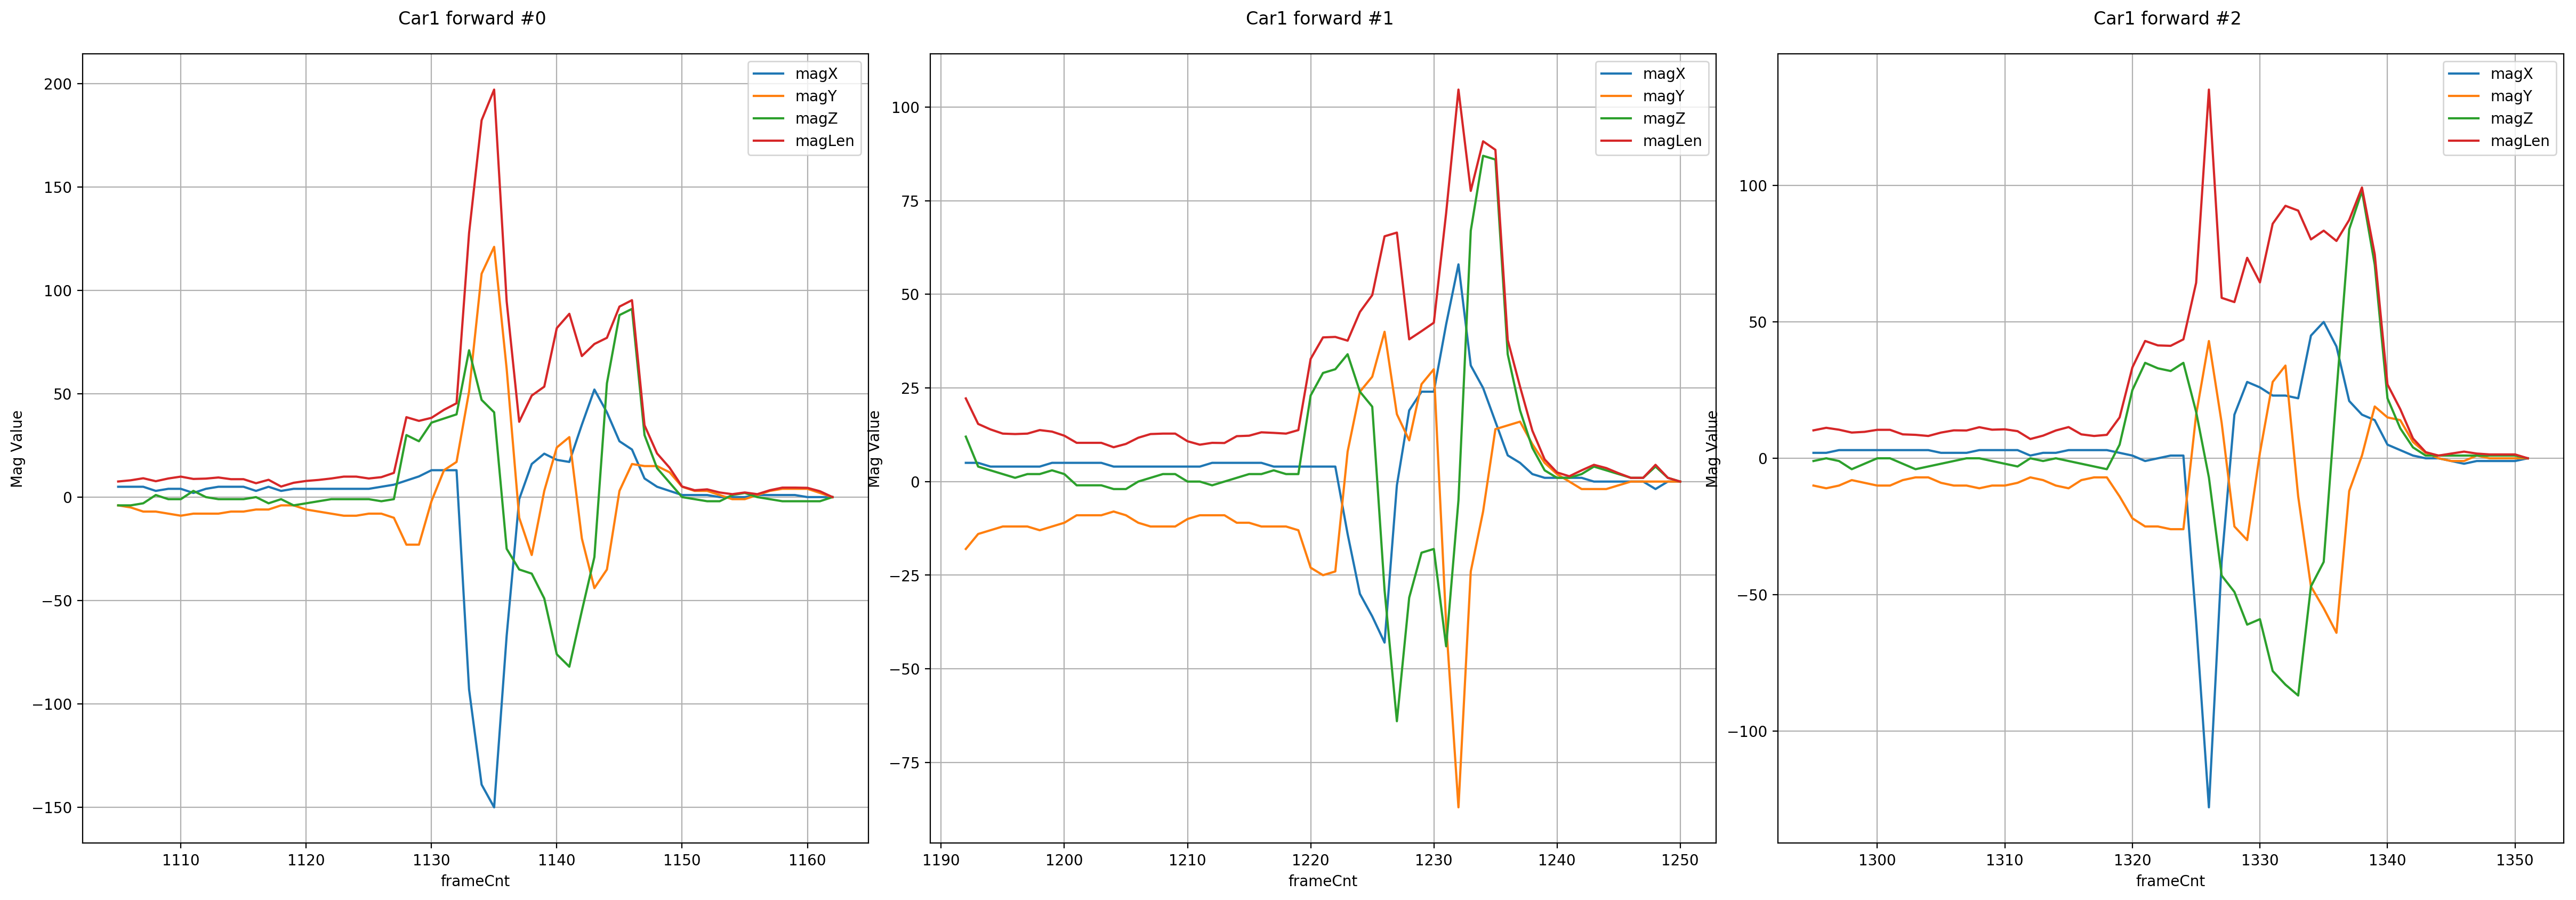 Car1 forward #0
Car1 forward #1
Car1 forward #2
magX
magY
magZ
magLen
200
150
100
50
0
−50
−100
−150
Mag Value
1110
1120
1130
1140
1150
1160
frameCnt
magX
magY
magZ
magLen
100
75
50
25
0
−25
−50
−75
Mag Value
1190
1200
1210
1220
1230
1240
1250
frameCnt
magX
magY
magZ
magLen
100
50
0
−50
−100
Mag Value
1300
1310
1320
1330
1340
1350
frameCnt